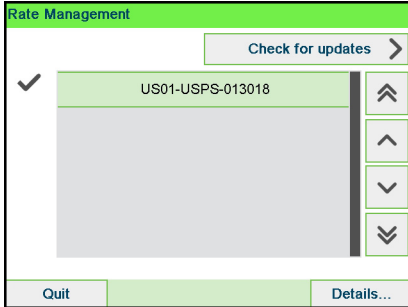 Rate Management
Check for updates
US01-USPS-013018
Quit
Details...